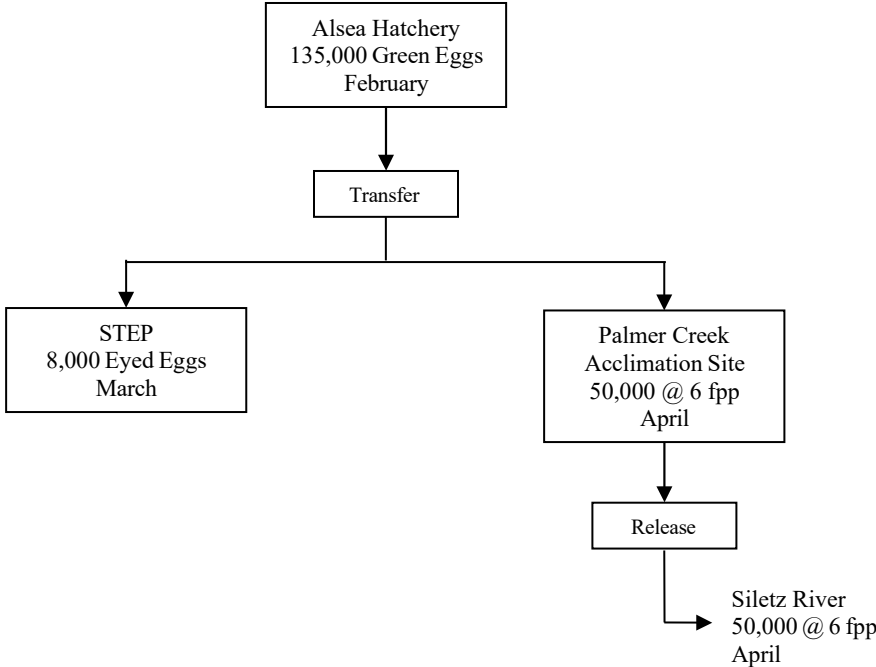 Alsea Hatchery
135,000 Green Eggs
February
Transfer
STEP
8,000 Eyed Eggs
March
Palmer Creek
Acclimation Site
50,000 @ 6 fpp
April
Release
Siletz River
50,000 @ 6 fpp
April